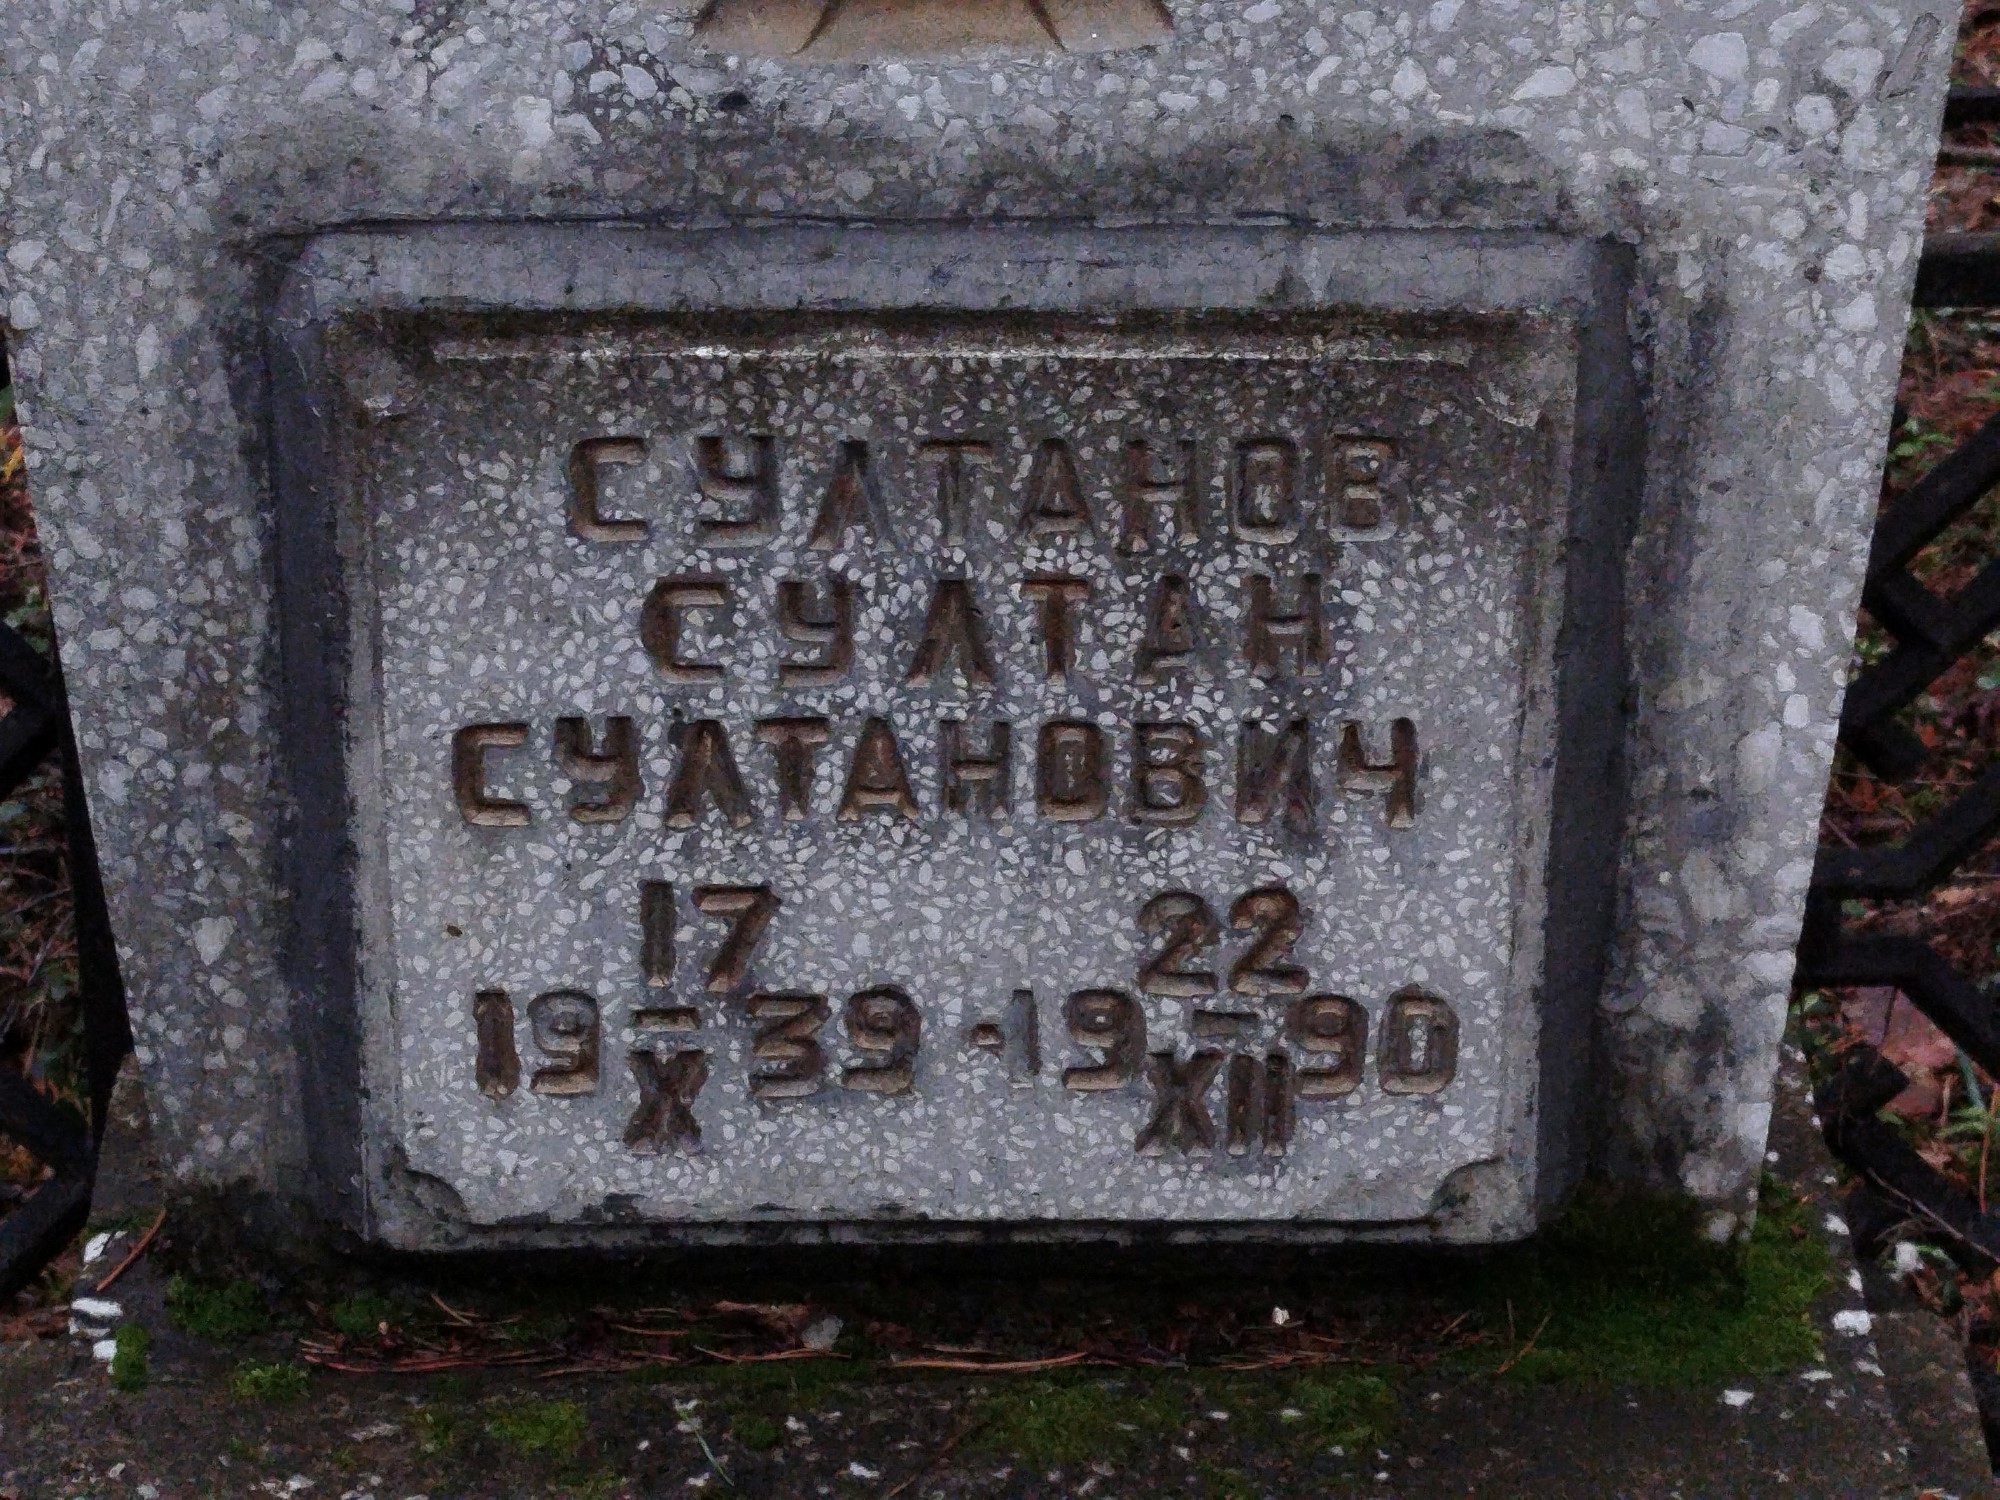 СУЛТАНОВ
СУЛТАН
СУЛТАНОВИЧ
17 22
19–39 · 19–90
X XII